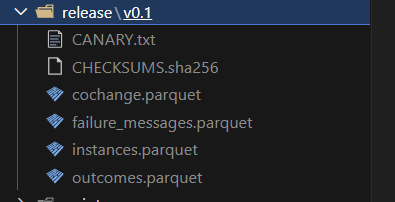 release\v0.1
CANARY.txt
CHECKSUMS.sha256
cochange.parquet
failure_messages.parquet
instances.parquet
outcomes.parquet